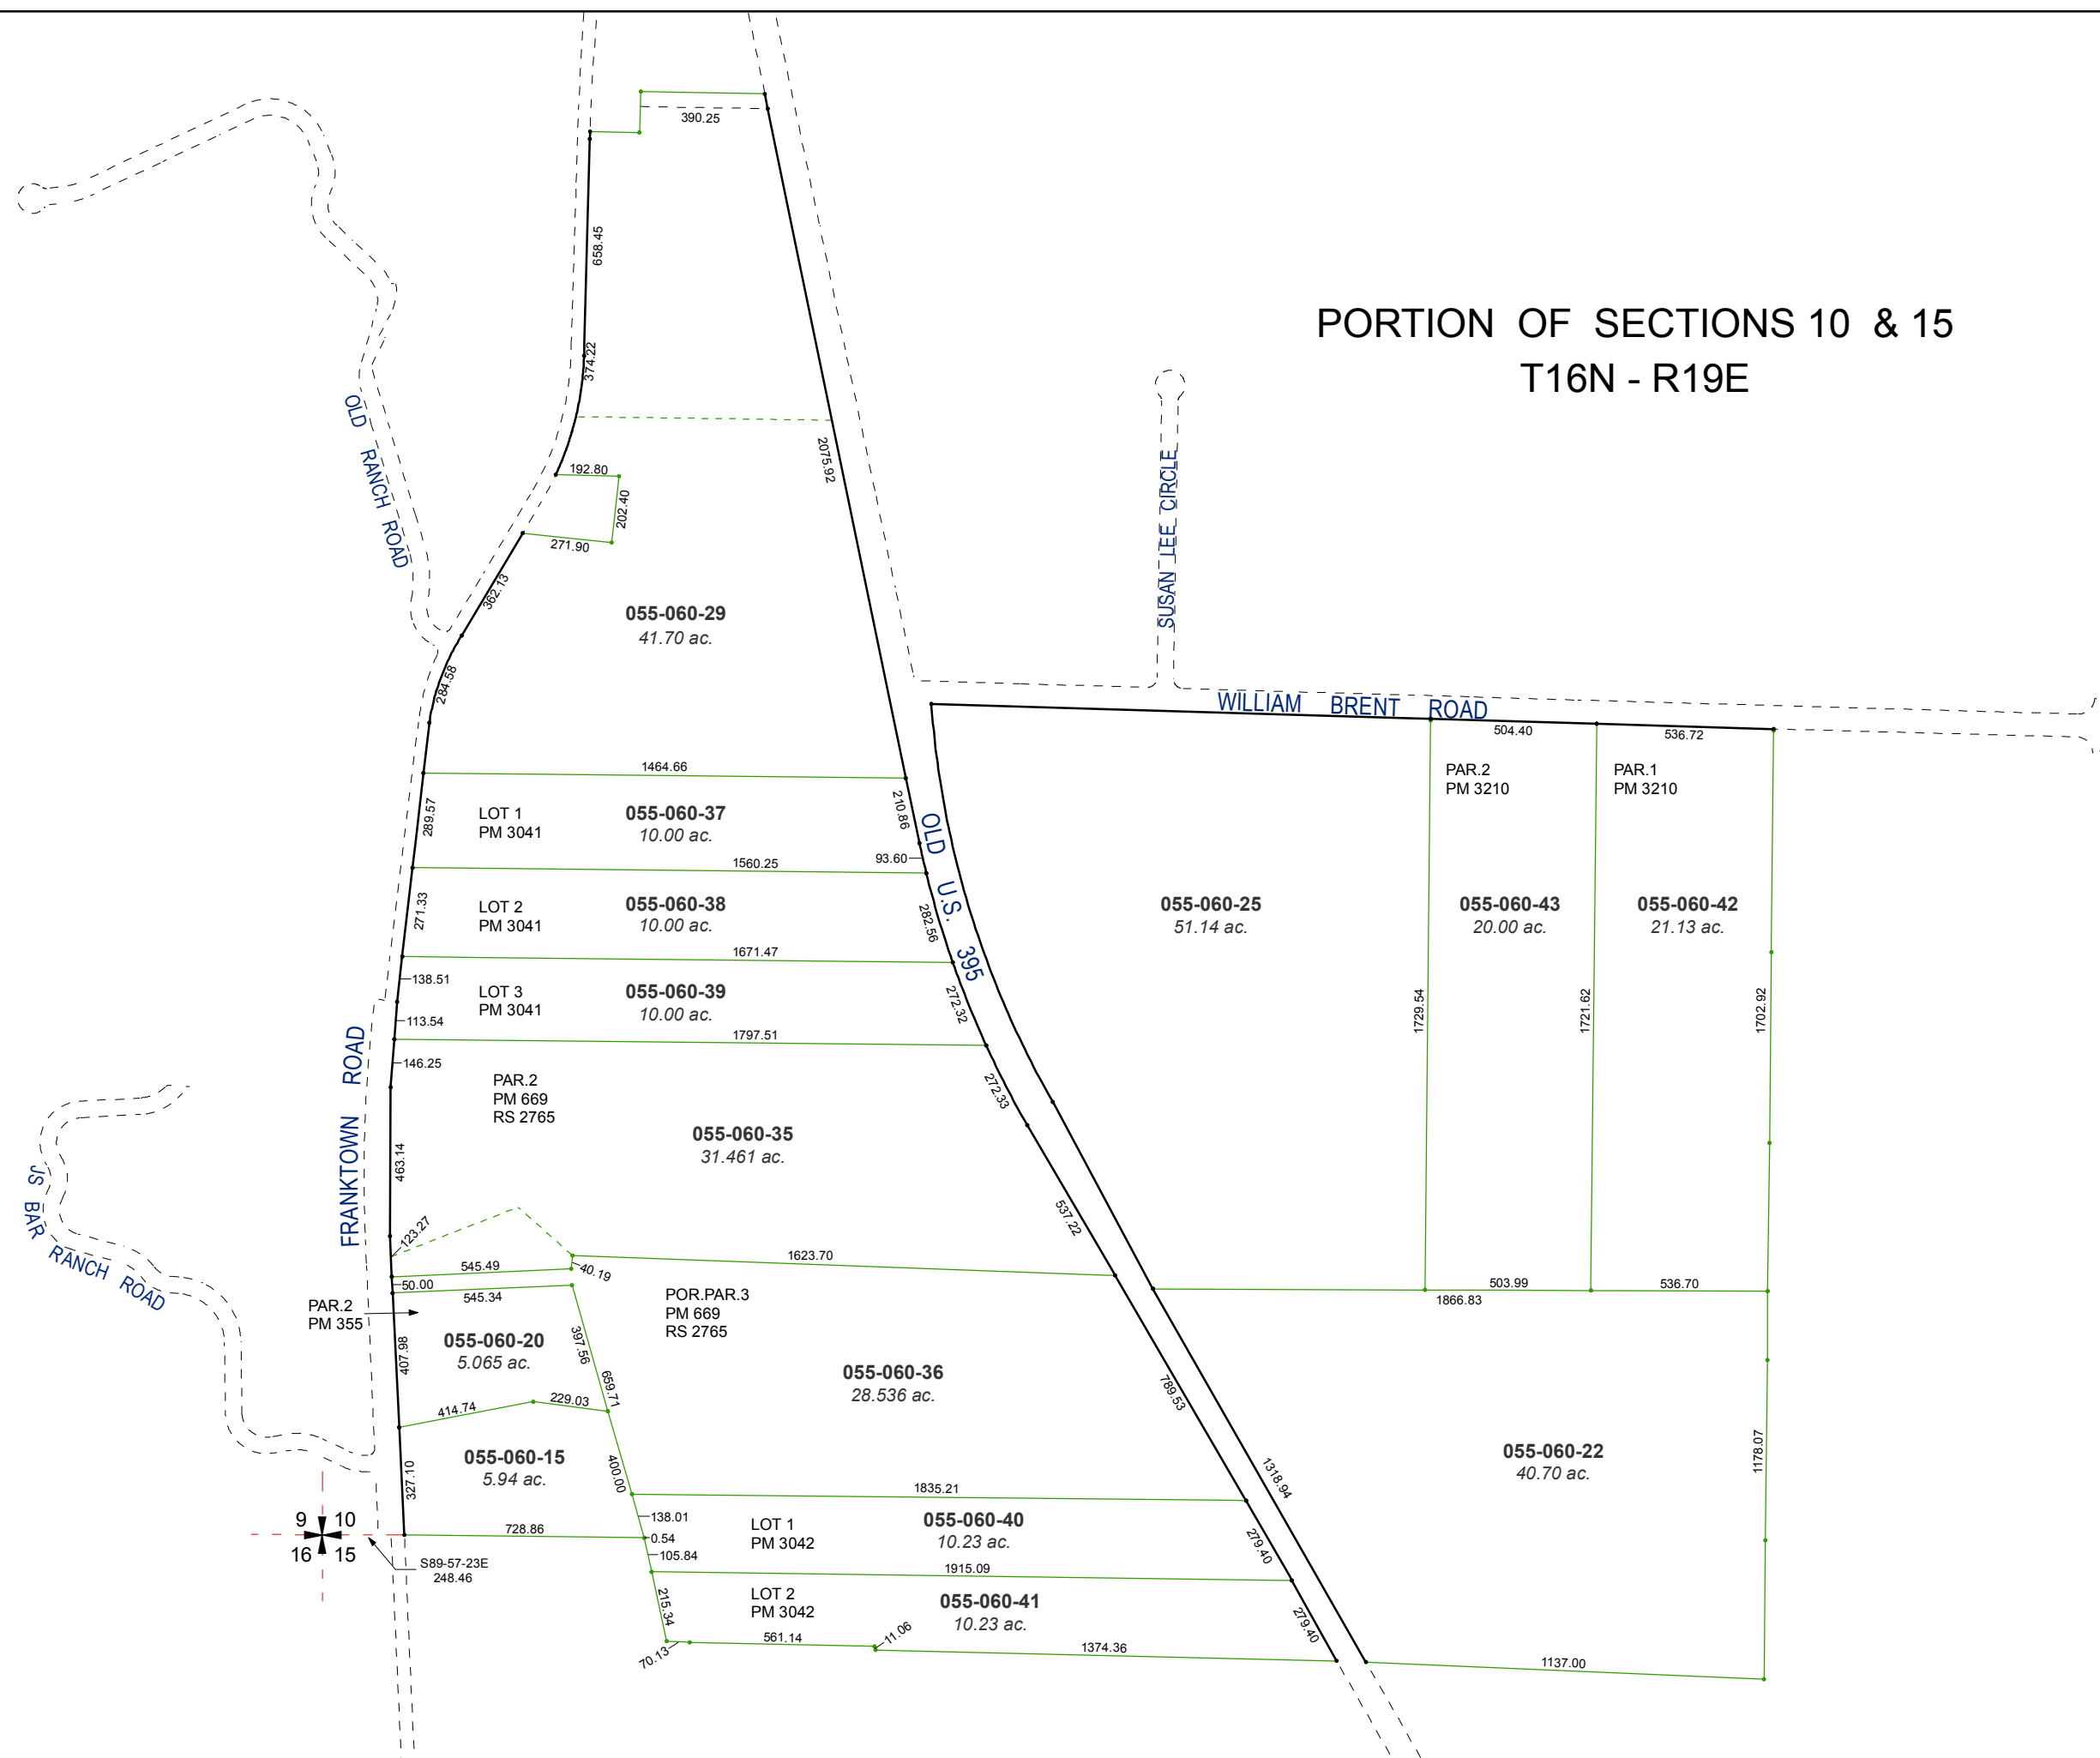 390.25
658.45
PORTION OF SECTIONS 10 & 15
T16N - R19E
374.22
OLD RANCH ROAD
2075.92
192.80
202.40
271.90
SUSAN LEE CIRCLE
362.13
055-060-29
41.70 ac.
284.58
WILLIAM BRENT ROAD
504.40
536.72
1464.66
PAR.2
PM 3210
PAR.1
PM 3210
289.57
LOT 1
PM 3041
055-060-37
10.00 ac.
210.86
OLD U.S. 395
93.60
1560.25
271.33
LOT 2
PM 3041
055-060-38
10.00 ac.
282.56
055-060-25
51.14 ac.
055-060-43
20.00 ac.
055-060-42
21.13 ac.
1671.47
138.51
LOT 3
PM 3041
055-060-39
10.00 ac.
272.32
1729.54
1721.62
1702.92
113.54
1797.51
FRANKTOWN ROAD
146.25
PAR.2
PM 669
RS 2765
272.33
055-060-35
31.461 ac.
463.14
JS BAR RANCH ROAD
537.22
123.27
545.49
40.19
1623.70
50.00
545.34
503.99
536.70
1866.83
PAR.2
PM 355
POR.PAR.3
PM 669
RS 2765
055-060-20
5.065 ac.
407.98
397.56
659.71
055-060-36
28.536 ac.
789.53
414.74
229.03
055-060-15
5.94 ac.
327.10
400.00
055-060-22
40.70 ac.
1178.07
1318.94
1835.21
138.01
LOT 1
PM 3042
055-060-40
10.23 ac.
279.40
9 10
16 15
728.86
0.54
105.84
S89-57-23E
248.46
1915.09
215.34
LOT 2
PM 3042
055-060-41
10.23 ac.
279.40
70.13
561.14
11.06
1374.36
1137.00